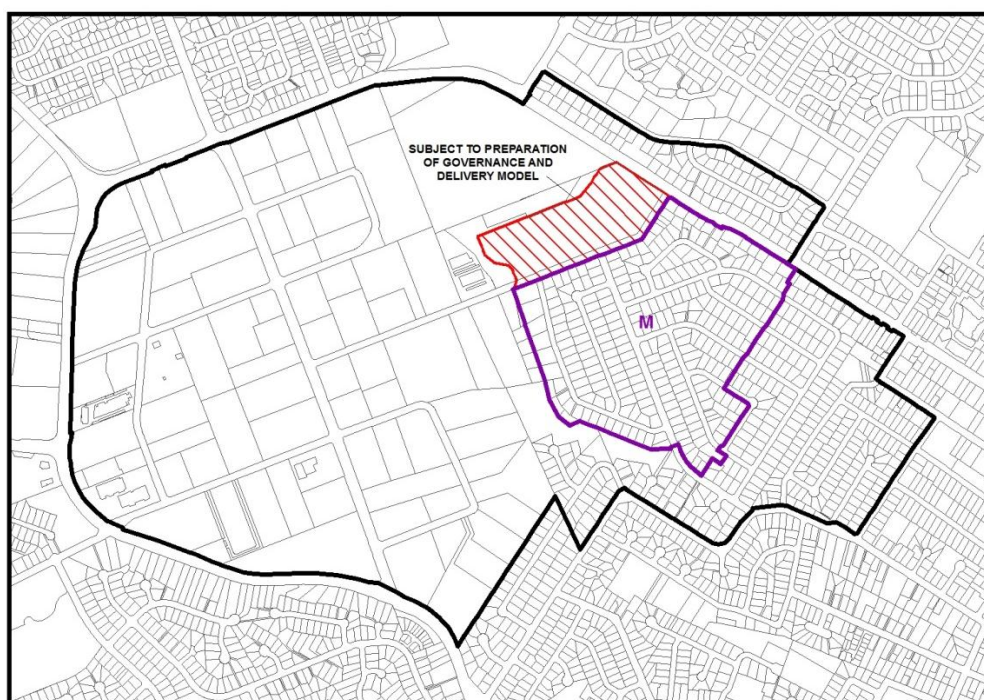 SUBJECT TO PREPARATION
OF GOVERNANCE AND
DELIVERY MODEL
M